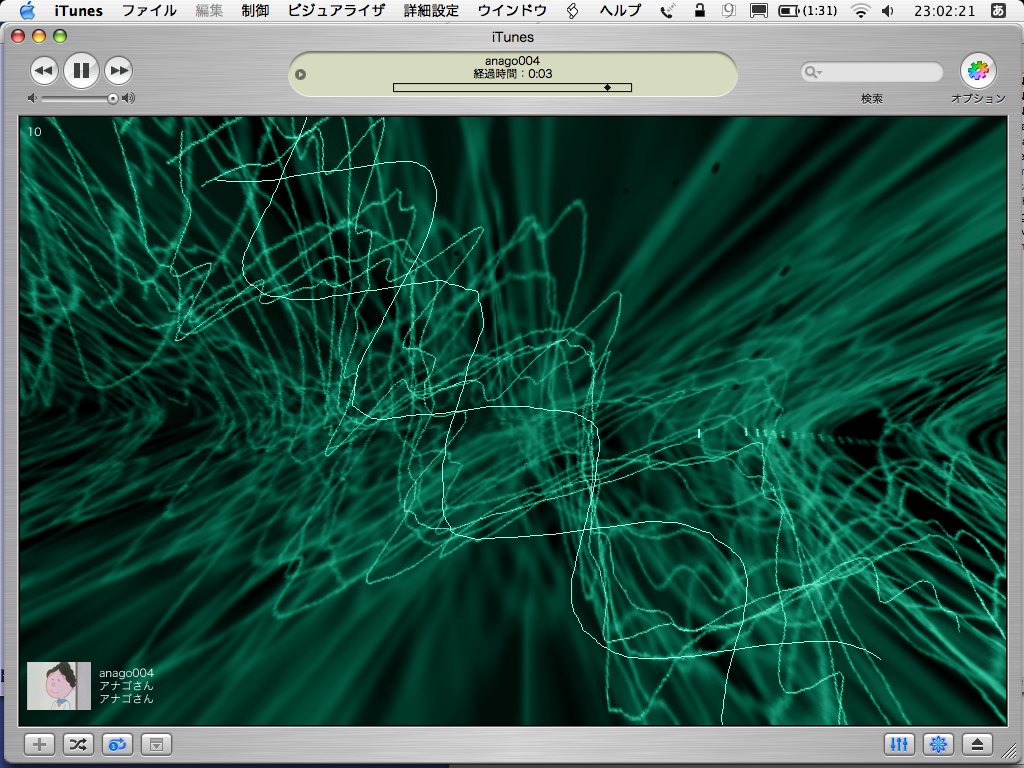 iTunes ファイル 編集 制御 ビジュアライザ 詳細設定 ウインドウ ヘルプ (1:31) 23:02:21 あ
iTunes
anago004
経過時間：0:03
検索
オプション
10
anago004
アナゴさん
アナゴさん